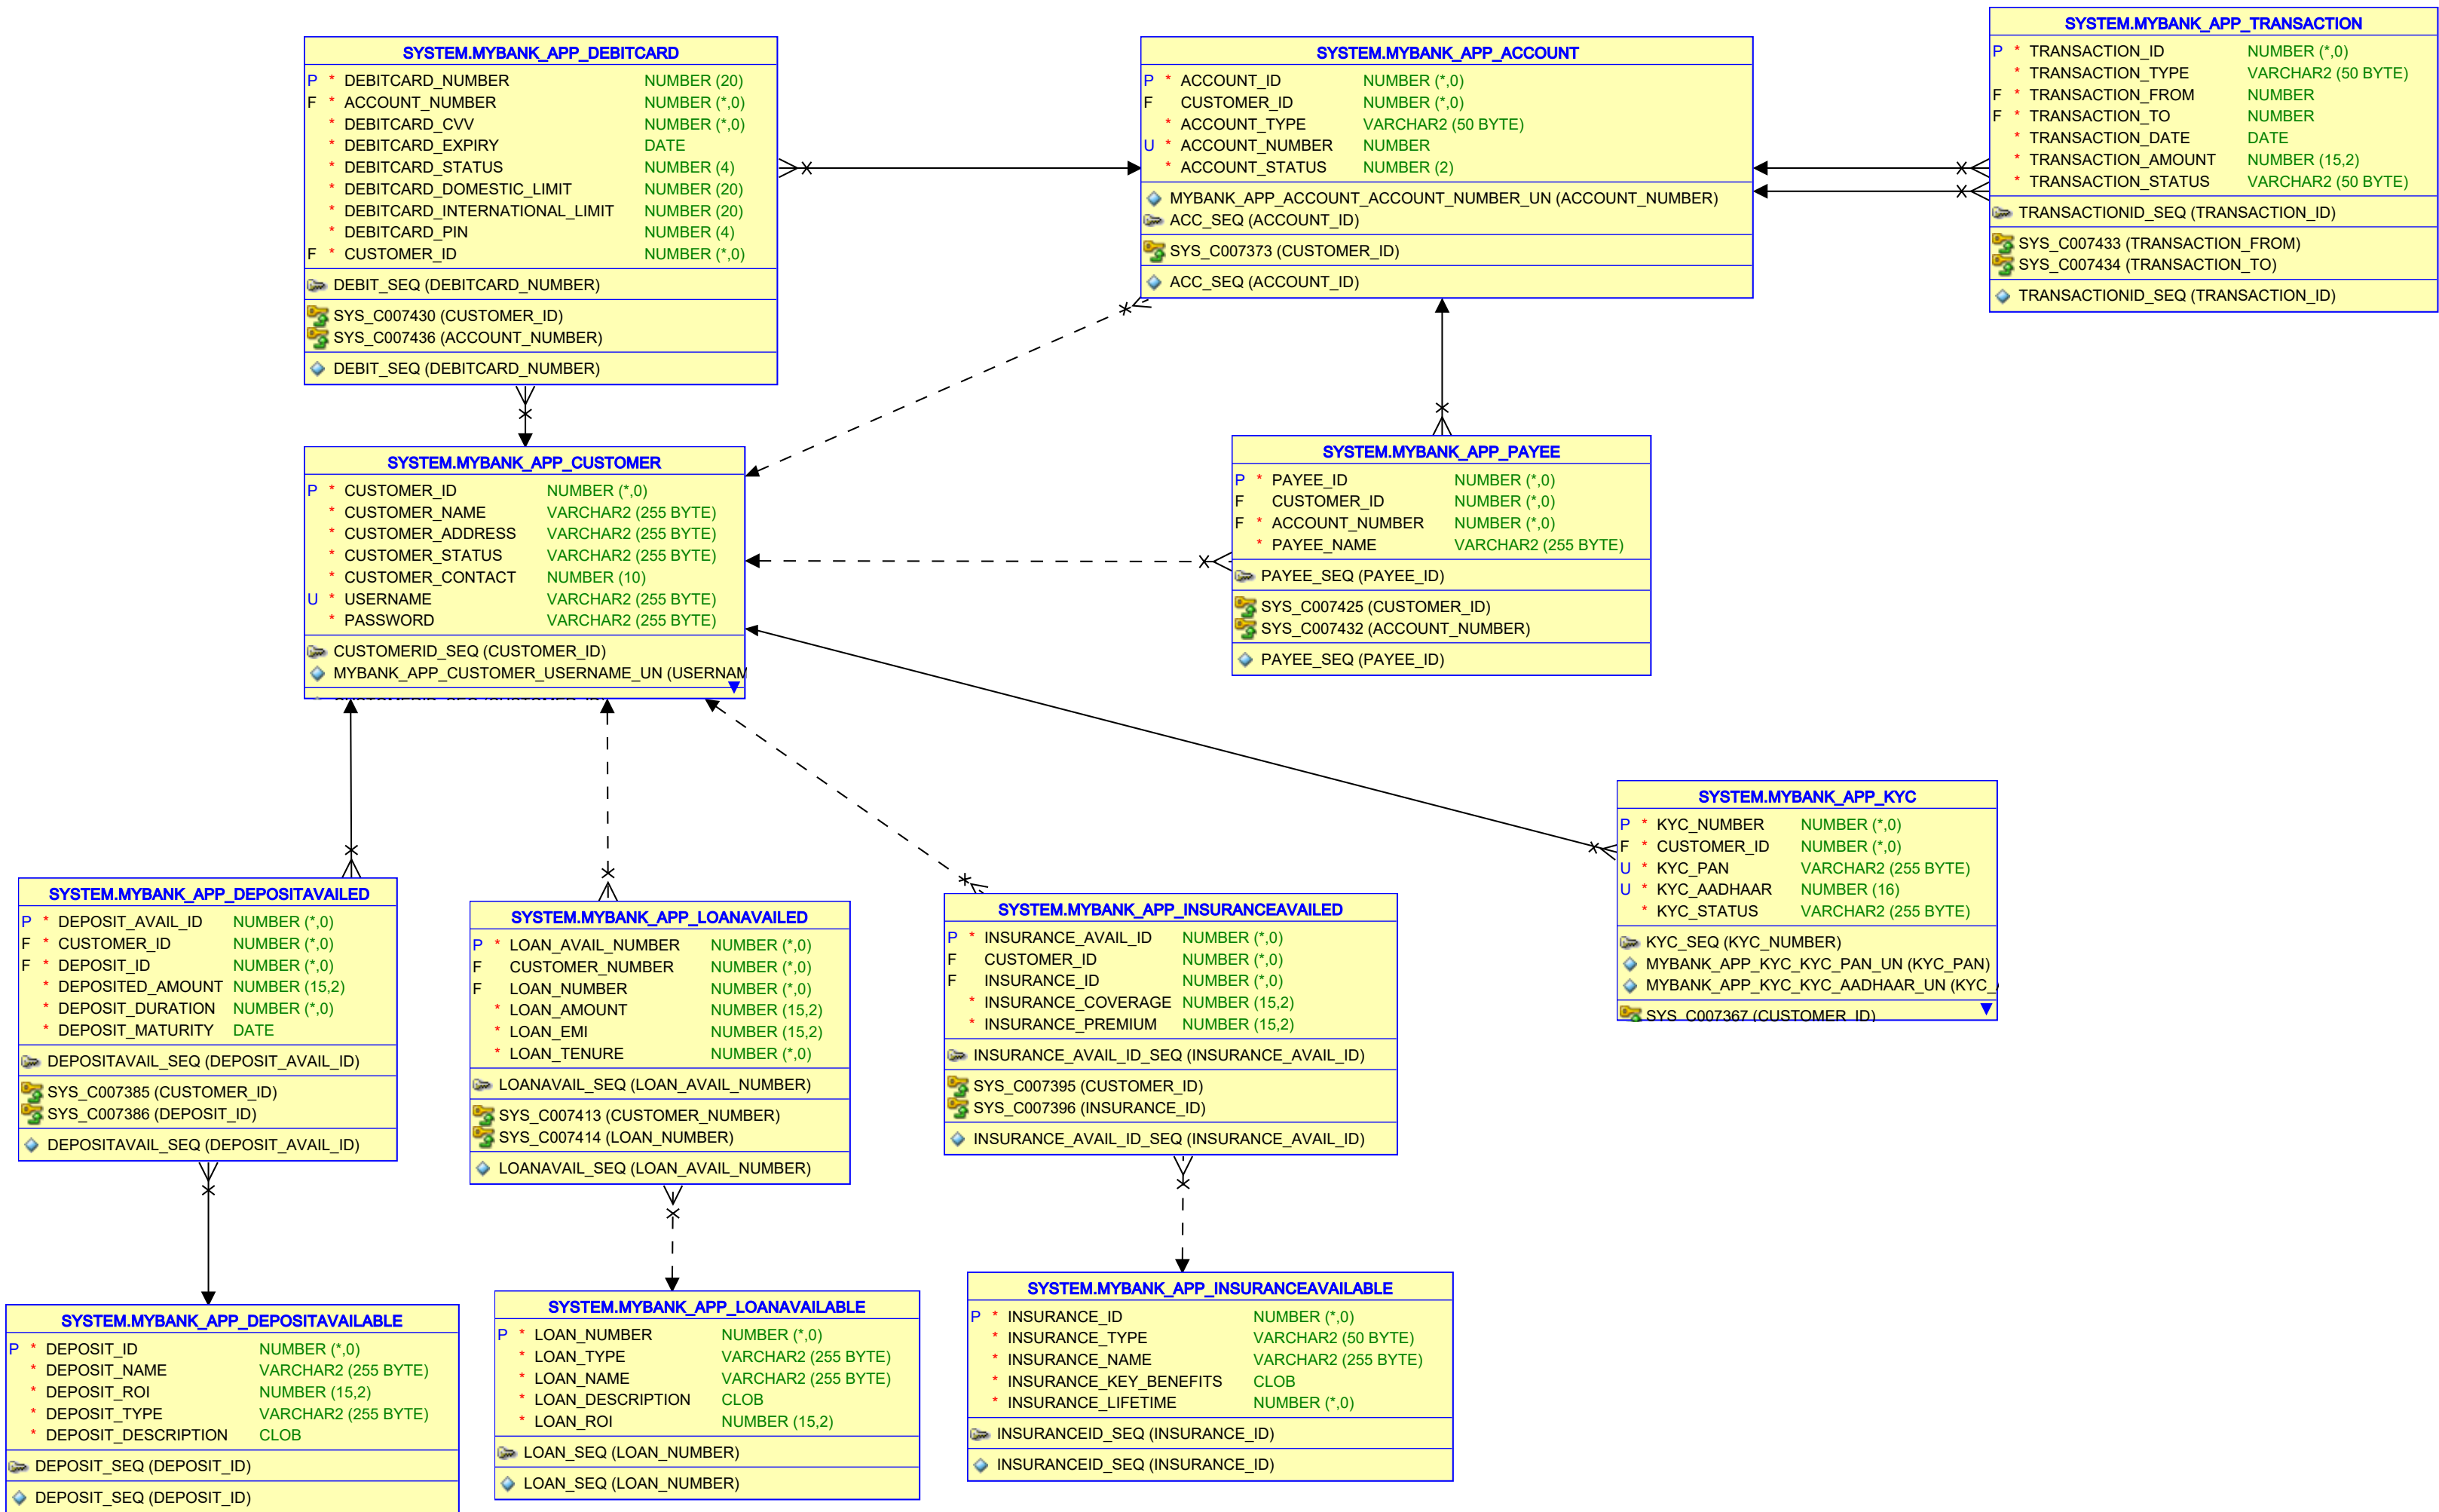 SYSTEM.MYBANK_APP_DEBITCARD
P * DEBITCARD_NUMBER NUMBER (20)
F * ACCOUNT_NUMBER NUMBER (*,0)
* DEBITCARD_CVV NUMBER (*,0)
* DEBITCARD_EXPIRY DATE
* DEBITCARD_STATUS NUMBER (4)
* DEBITCARD_DOMESTIC_LIMIT NUMBER (20)
* DEBITCARD_INTERNATIONAL_LIMIT NUMBER (20)
* DEBITCARD_PIN NUMBER (4)
F * CUSTOMER_ID NUMBER (*,0)
DEBIT_SEQ (DEBITCARD_NUMBER)
SYS_C007430 (CUSTOMER_ID)
SYS_C007436 (ACCOUNT_NUMBER)
DEBIT_SEQ (DEBITCARD_NUMBER)
SYSTEM.MYBANK_APP_ACCOUNT
P * ACCOUNT_ID NUMBER (*,0)
F CUSTOMER_ID NUMBER (*,0)
* ACCOUNT_TYPE VARCHAR2 (50 BYTE)
U * ACCOUNT_NUMBER NUMBER
* ACCOUNT_STATUS NUMBER (2)
MYBANK_APP_ACCOUNT_ACCOUNT_NUMBER_UN (ACCOUNT_NUMBER)
ACC_SEQ (ACCOUNT_ID)
SYS_C007373 (CUSTOMER_ID)
ACC_SEQ (ACCOUNT_ID)
SYSTEM.MYBANK_APP_TRANSACTION
P * TRANSACTION_ID NUMBER (*,0)
* TRANSACTION_TYPE VARCHAR2 (50 BYTE)
F * TRANSACTION_FROM NUMBER
F * TRANSACTION_TO NUMBER
* TRANSACTION_DATE DATE
* TRANSACTION_AMOUNT NUMBER (15,2)
* TRANSACTION_STATUS VARCHAR2 (50 BYTE)
TRANSACTIONID_SEQ (TRANSACTION_ID)
SYS_C007433 (TRANSACTION_FROM)
SYS_C007434 (TRANSACTION_TO)
TRANSACTIONID_SEQ (TRANSACTION_ID)
SYSTEM.MYBANK_APP_CUSTOMER
P * CUSTOMER_ID NUMBER (*,0)
* CUSTOMER_NAME VARCHAR2 (255 BYTE)
* CUSTOMER_ADDRESS VARCHAR2 (255 BYTE)
* CUSTOMER_STATUS VARCHAR2 (255 BYTE)
* CUSTOMER_CONTACT NUMBER (10)
U * USERNAME VARCHAR2 (255 BYTE)
* PASSWORD VARCHAR2 (255 BYTE)
CUSTOMERID_SEQ (CUSTOMER_ID)
MYBANK_APP_CUSTOMER_USERNAME_UN (USERNAM
SYSTEM.MYBANK_APP_PAYEE
P * PAYEE_ID NUMBER (*,0)
F CUSTOMER_ID NUMBER (*,0)
F * ACCOUNT_NUMBER NUMBER (*,0)
* PAYEE_NAME VARCHAR2 (255 BYTE)
PAYEE_SEQ (PAYEE_ID)
SYS_C007425 (CUSTOMER_ID)
SYS_C007432 (ACCOUNT_NUMBER)
PAYEE_SEQ (PAYEE_ID)
SYSTEM.MYBANK_APP_KYC
P * KYC_NUMBER NUMBER (*,0)
F * CUSTOMER_ID NUMBER (*,0)
U * KYC_PAN VARCHAR2 (255 BYTE)
U * KYC_AADHAAR NUMBER (16)
* KYC_STATUS VARCHAR2 (255 BYTE)
KYC_SEQ (KYC_NUMBER)
MYBANK_APP_KYC_KYC_PAN_UN (KYC_PAN)
MYBANK_APP_KYC_KYC_AADHAAR_UN (KYC_
SYS_C007367 (CUSTOMER_ID)
SYSTEM.MYBANK_APP_DEPOSITAVAILED
P * DEPOSIT_AVAIL_ID NUMBER (*,0)
F * CUSTOMER_ID NUMBER (*,0)
F * DEPOSIT_ID NUMBER (*,0)
* DEPOSITED_AMOUNT NUMBER (15,2)
* DEPOSIT_DURATION NUMBER (*,0)
* DEPOSIT_MATURITY DATE
DEPOSITAVAIL_SEQ (DEPOSIT_AVAIL_ID)
SYS_C007385 (CUSTOMER_ID)
SYS_C007386 (DEPOSIT_ID)
DEPOSITAVAIL_SEQ (DEPOSIT_AVAIL_ID)
SYSTEM.MYBANK_APP_LOANAVAILED
P * LOAN_AVAIL_NUMBER NUMBER (*,0)
F CUSTOMER_NUMBER NUMBER (*,0)
F LOAN_NUMBER NUMBER (*,0)
* LOAN_AMOUNT NUMBER (15,2)
* LOAN_EMI NUMBER (15,2)
* LOAN_TENURE NUMBER (*,0)
LOANAVAIL_SEQ (LOAN_AVAIL_NUMBER)
SYS_C007413 (CUSTOMER_NUMBER)
SYS_C007414 (LOAN_NUMBER)
LOANAVAIL_SEQ (LOAN_AVAIL_NUMBER)
SYSTEM.MYBANK_APP_INSURANCEAVAILED
P * INSURANCE_AVAIL_ID NUMBER (*,0)
F CUSTOMER_ID NUMBER (*,0)
F INSURANCE_ID NUMBER (*,0)
* INSURANCE_COVERAGE NUMBER (15,2)
* INSURANCE_PREMIUM NUMBER (15,2)
INSURANCE_AVAIL_ID_SEQ (INSURANCE_AVAIL_ID)
SYS_C007395 (CUSTOMER_ID)
SYS_C007396 (INSURANCE_ID)
INSURANCE_AVAIL_ID_SEQ (INSURANCE_AVAIL_ID)
SYSTEM.MYBANK_APP_DEPOSITAVAILABLE
P * DEPOSIT_ID NUMBER (*,0)
* DEPOSIT_NAME VARCHAR2 (255 BYTE)
* DEPOSIT_ROI NUMBER (15,2)
* DEPOSIT_TYPE VARCHAR2 (255 BYTE)
* DEPOSIT_DESCRIPTION CLOB
DEPOSIT_SEQ (DEPOSIT_ID)
DEPOSIT_SEQ (DEPOSIT_ID)
SYSTEM.MYBANK_APP_LOANAVAILABLE
P * LOAN_NUMBER NUMBER (*,0)
* LOAN_TYPE VARCHAR2 (255 BYTE)
* LOAN_NAME VARCHAR2 (255 BYTE)
* LOAN_DESCRIPTION CLOB
* LOAN_ROI NUMBER (15,2)
LOAN_SEQ (LOAN_NUMBER)
LOAN_SEQ (LOAN_NUMBER)
SYSTEM.MYBANK_APP_INSURANCEAVAILABLE
P * INSURANCE_ID NUMBER (*,0)
* INSURANCE_TYPE VARCHAR2 (50 BYTE)
* INSURANCE_NAME VARCHAR2 (255 BYTE)
* INSURANCE_KEY_BENEFITS CLOB
* INSURANCE_LIFETIME NUMBER (*,0)
INSURANCEID_SEQ (INSURANCE_ID)
INSURANCEID_SEQ (INSURANCE_ID)